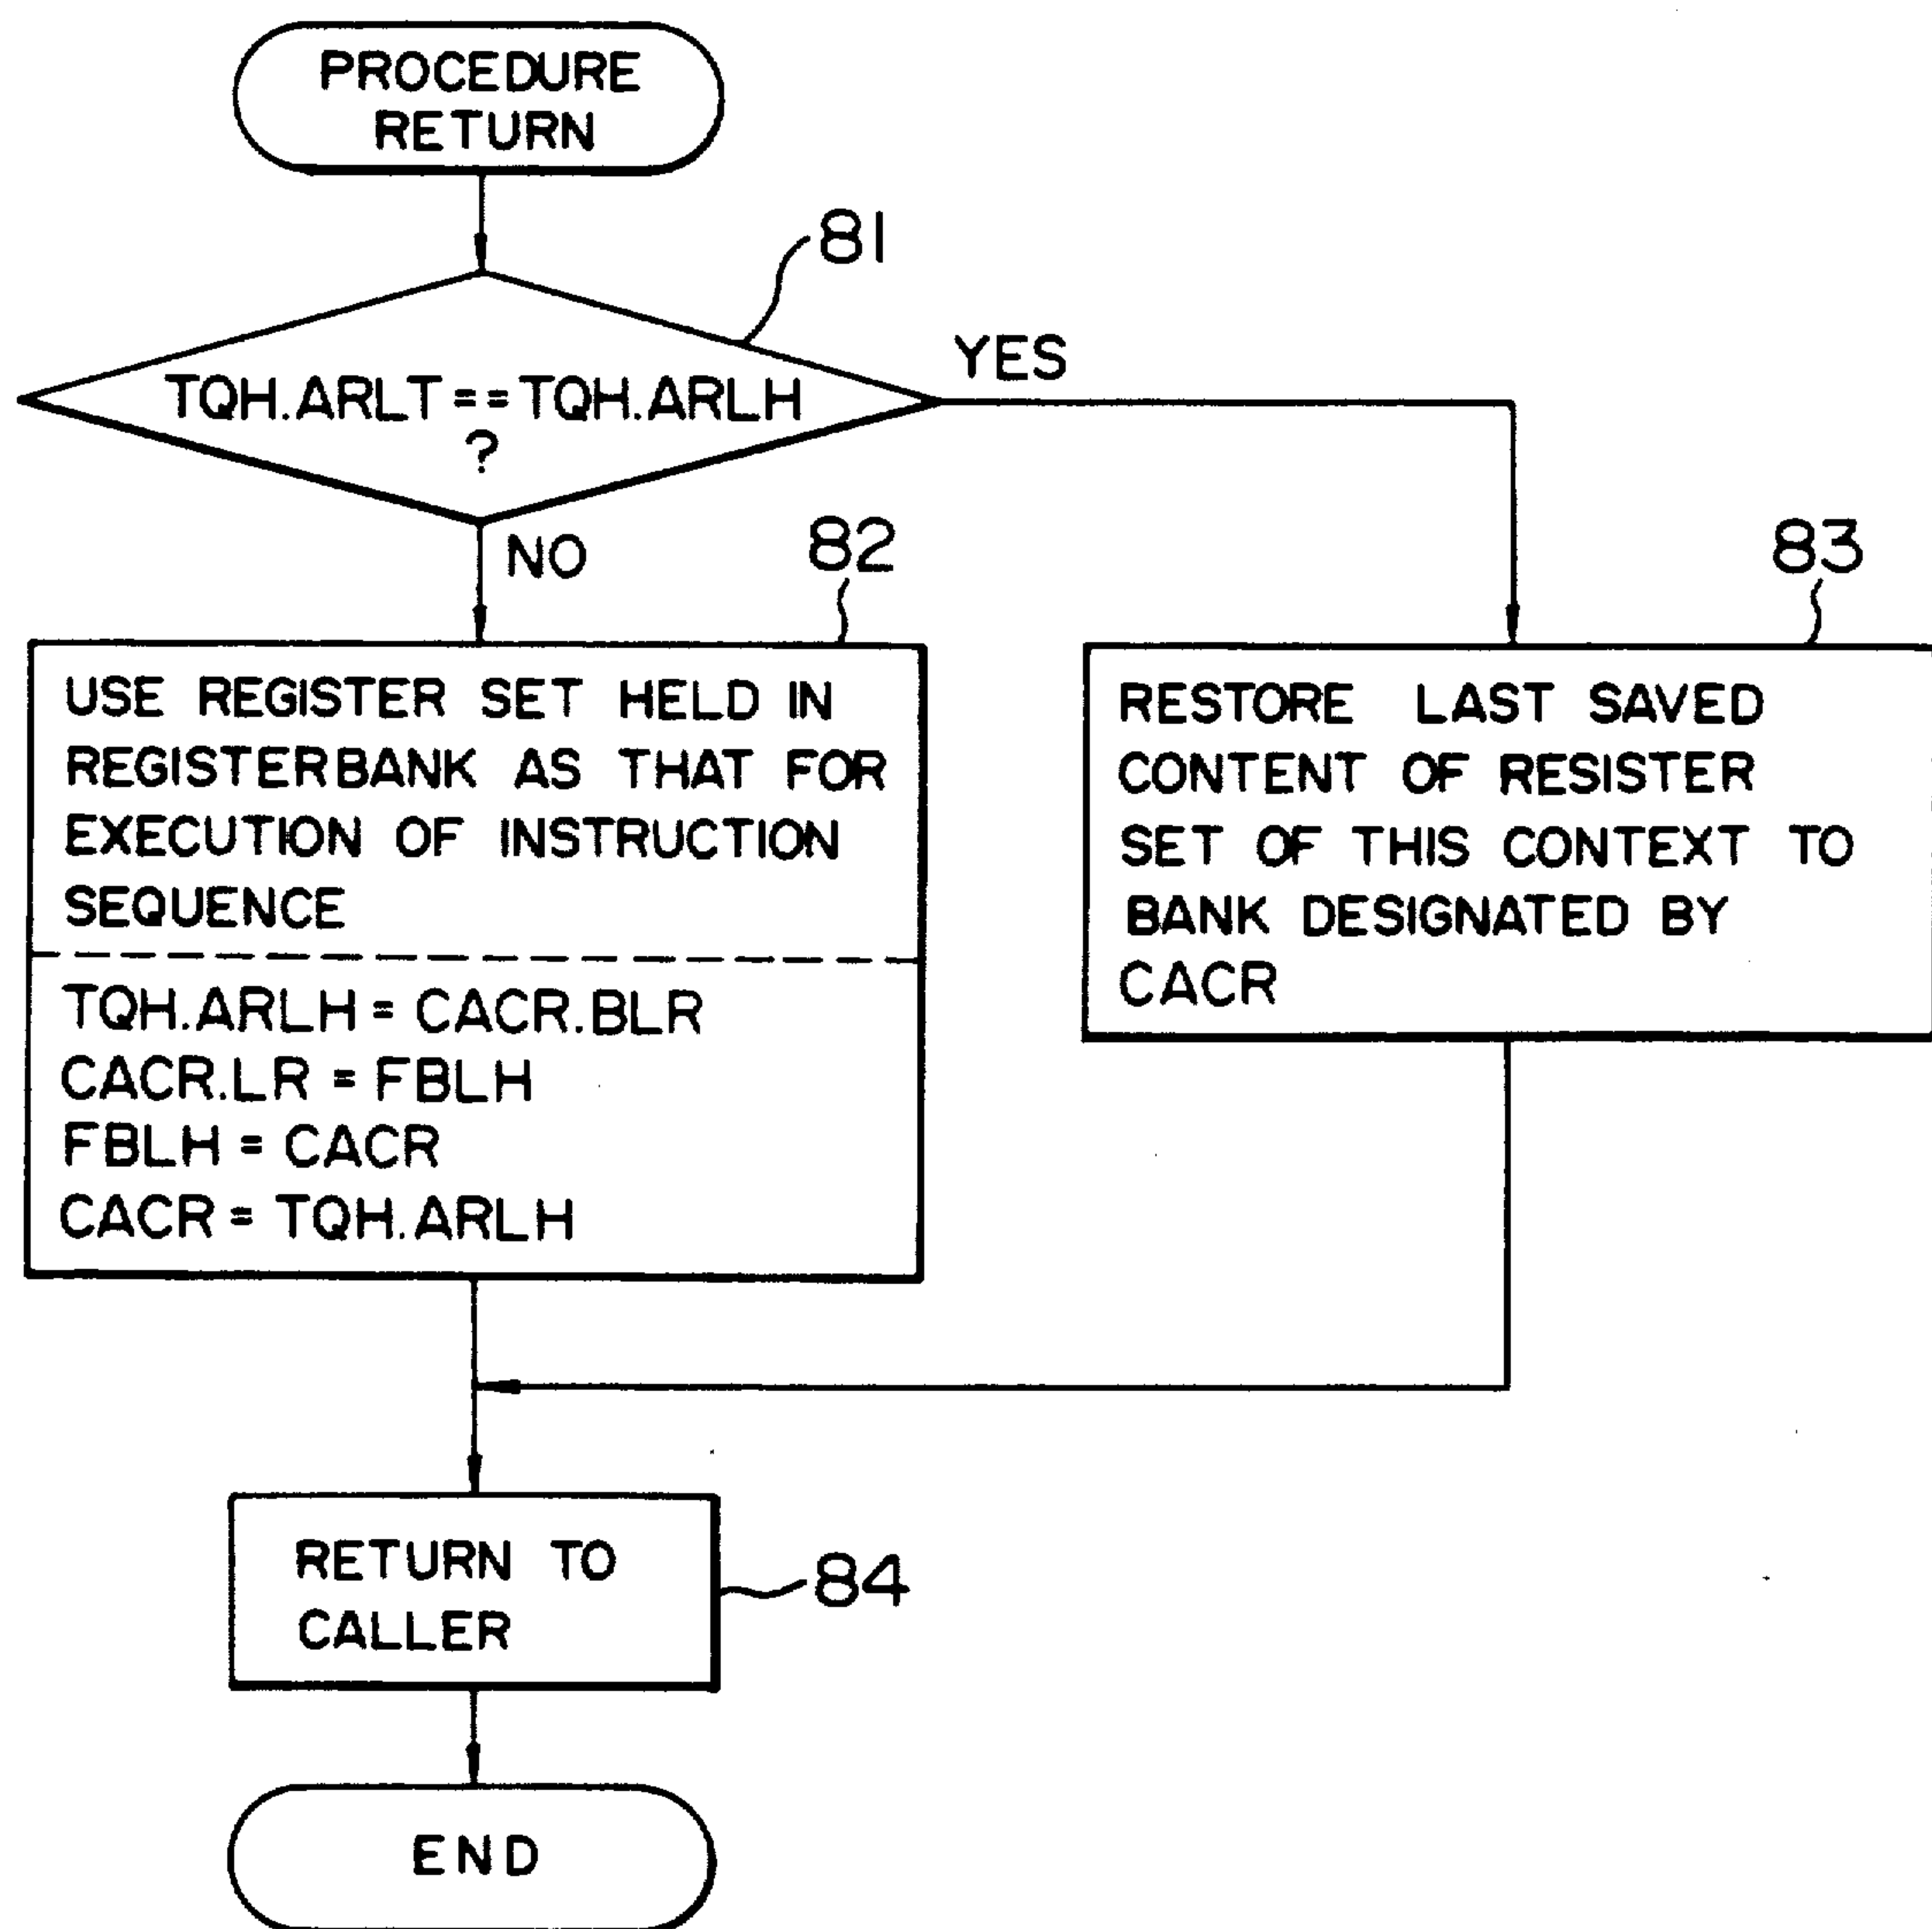 PROCEDURE
RETURN
81
TQH.ARLT==TQH.ARLH
?
YES
NO
82
USE REGISTER SET HELD IN
REGISTERBANK AS THAT FOR
EXECUTION OF INSTRUCTION
SEQUENCE
TQH.ARLH = CACR.BLR
CACR.LR = FBLH
FBLH = CACR
CACR = TQH.ARLH
83
RESTORE LAST SAVED
CONTENT OF RESISTER
SET OF THIS CONTEXT TO
BANK DESIGNATED BY
CACR
RETURN TO
CALLER
84
END